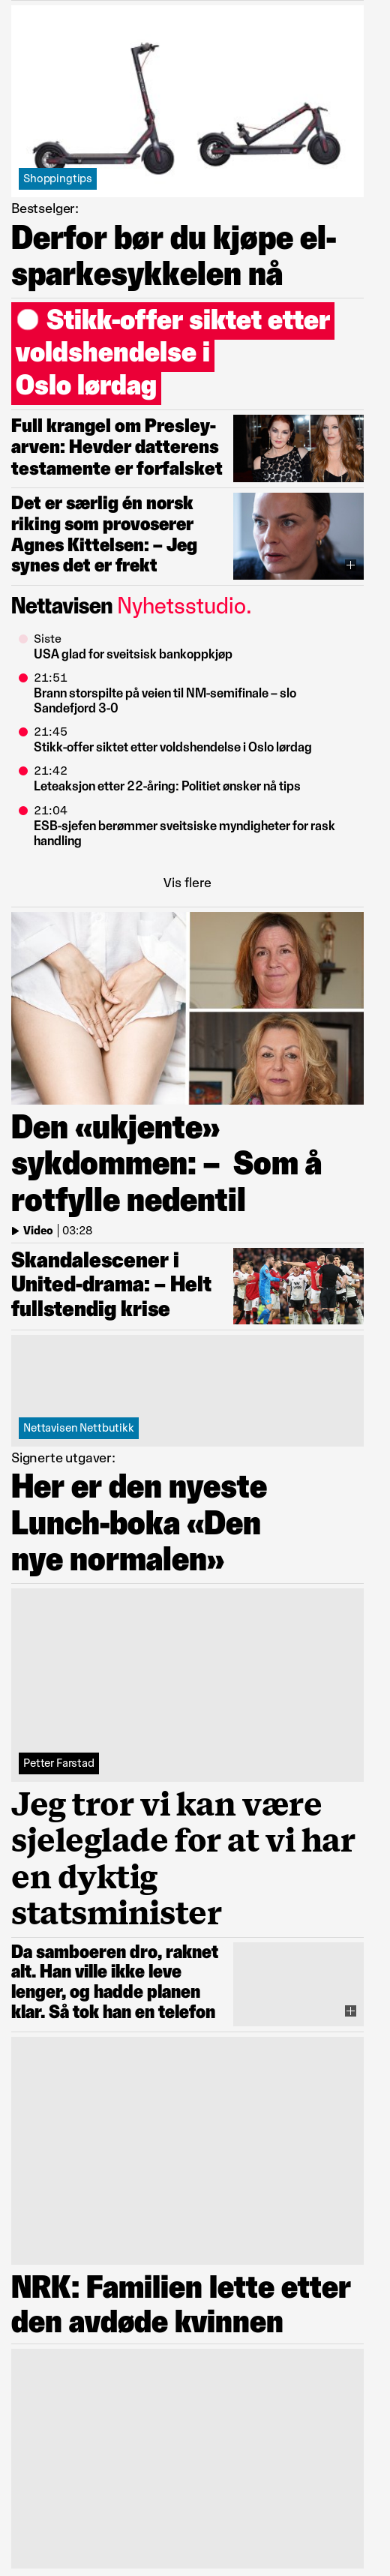 Shoppingtips
Bestselger:
Derfor bør du kjøpe el-
sparkesykkelen nå
Stikk-offer siktet etter
voldshendelse i
Oslo lørdag
Full krangel om Presley-
arven: Hevder datterens
testamente er forfalsket
Det er særlig én norsk
riking som provoserer
Agnes Kittelsen: – Jeg
synes det er frekt
Nettavisen Nyhetsstudio.
Siste
USA glad for sveitsisk bankoppkjøp
21:51
Brann storspilte på veien til NM-semifinale – slo
Sandefjord 3-0
21:45
Stikk-offer siktet etter voldshendelse i Oslo lørdag
21:42
Leteaksjon etter 22-åring: Politiet ønsker nå tips
21:04
ESB-sjefen berømmer sveitsiske myndigheter for rask
handling
Vis flere
Den «ukjente»
sykdommen: – Som å
rotfylle nedentil
Video | 03:28
Skandalescener i
United-drama: – Helt
fullstendig krise
Nettavisen Nettbutikk
Signerte utgaver:
Her er den nyeste
Lunch-boka «Den
nye normalen»
Petter Farstad
Jeg tror vi kan være
sjeleglade for at vi har
en dyktig
statsminister
Da samboeren dro, raknet
alt. Han ville ikke leve
lenger, og hadde planen
klar. Så tok han en telefon
NRK: Familien lette etter
den avdøde kvinnen